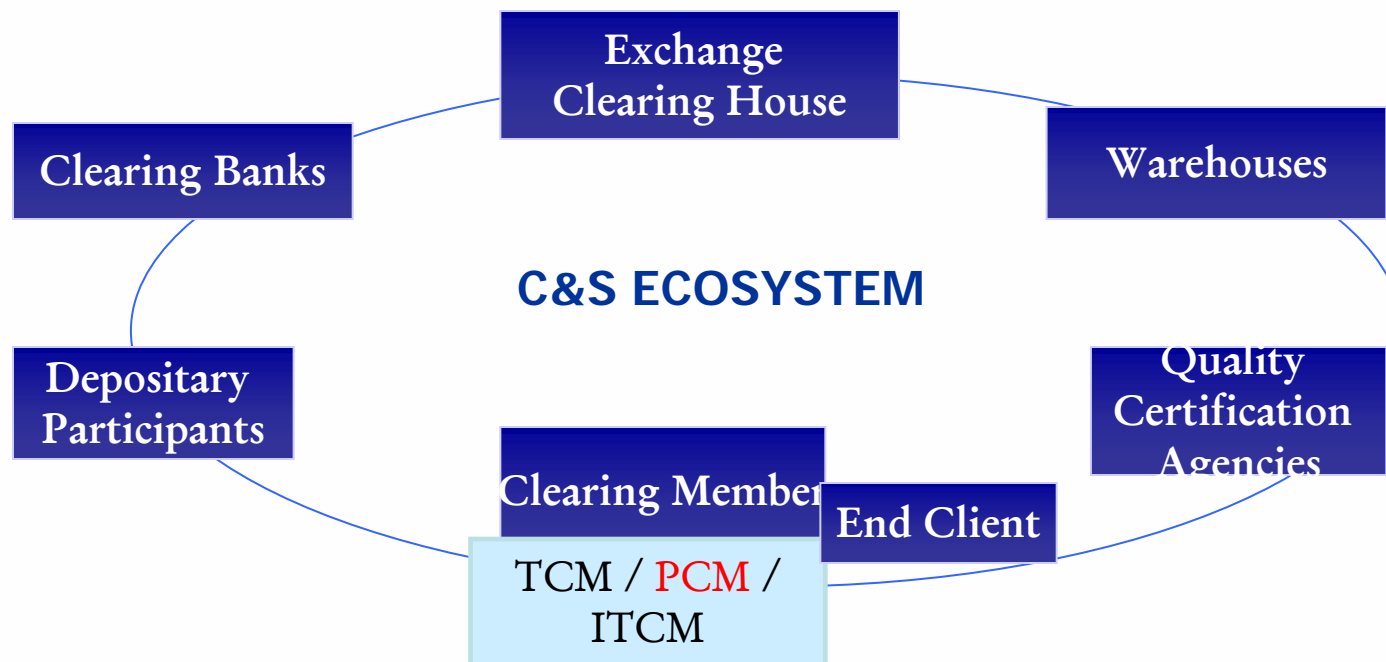 Exchange
Clearing House
Clearing Banks
Warehouses
C&S ECOSYSTEM
Depositary
Participants
Quality
Certification
Agencies
Clearing Member
End Client
TCM / PCM /
ITCM